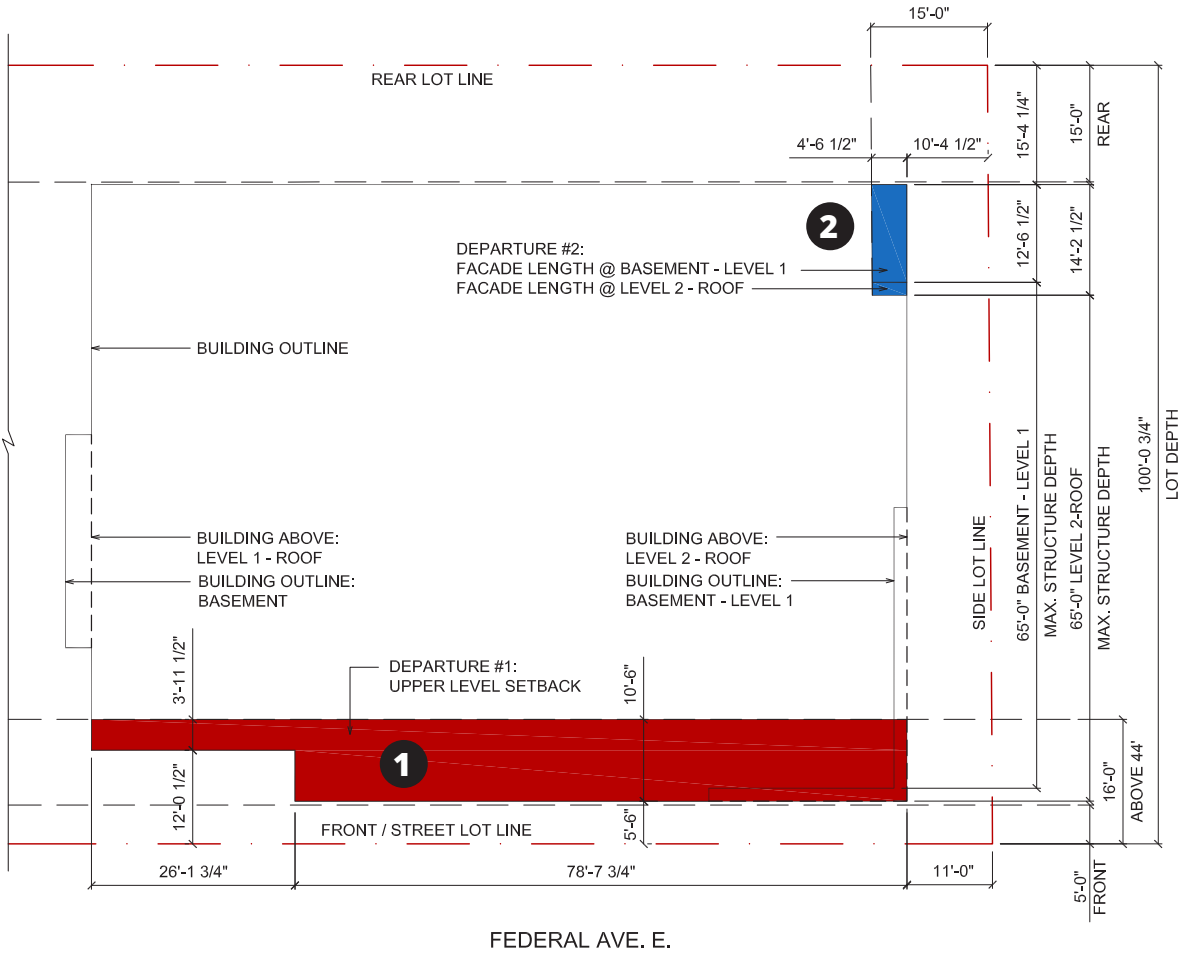 15'-0"
REAR LOT LINE
4'-6 1/2"
10'-4 1/2"
15'-4 1/4"
15'-0"
REAR
2
DEPARTURE #2:
FACADE LENGTH @ BASEMENT - LEVEL 1
FACADE LENGTH @ LEVEL 2 - ROOF
12'-6 1/2"
14'-2 1/2"
BUILDING OUTLINE
BUILDING ABOVE:
LEVEL 1 - ROOF
BUILDING OUTLINE:
BASEMENT
BUILDING ABOVE:
LEVEL 2 - ROOF
BUILDING OUTLINE:
BASEMENT - LEVEL 1
SIDE LOT LINE
65'-0" BASEMENT - LEVEL 1
MAX. STRUCTURE DEPTH
65'-0" LEVEL 2-ROOF
MAX. STRUCTURE DEPTH
100'-0 3/4"
LOT DEPTH
3'-11 1/2"
DEPARTURE #1:
UPPER LEVEL SETBACK
10'-6"
1
12'-0 1/2"
FRONT / STREET LOT LINE
5'-6"
16'-0"
ABOVE 44'
26'-1 3/4"
78'-7 3/4"
11'-0"
5'-0"
FRONT
FEDERAL AVE. E.